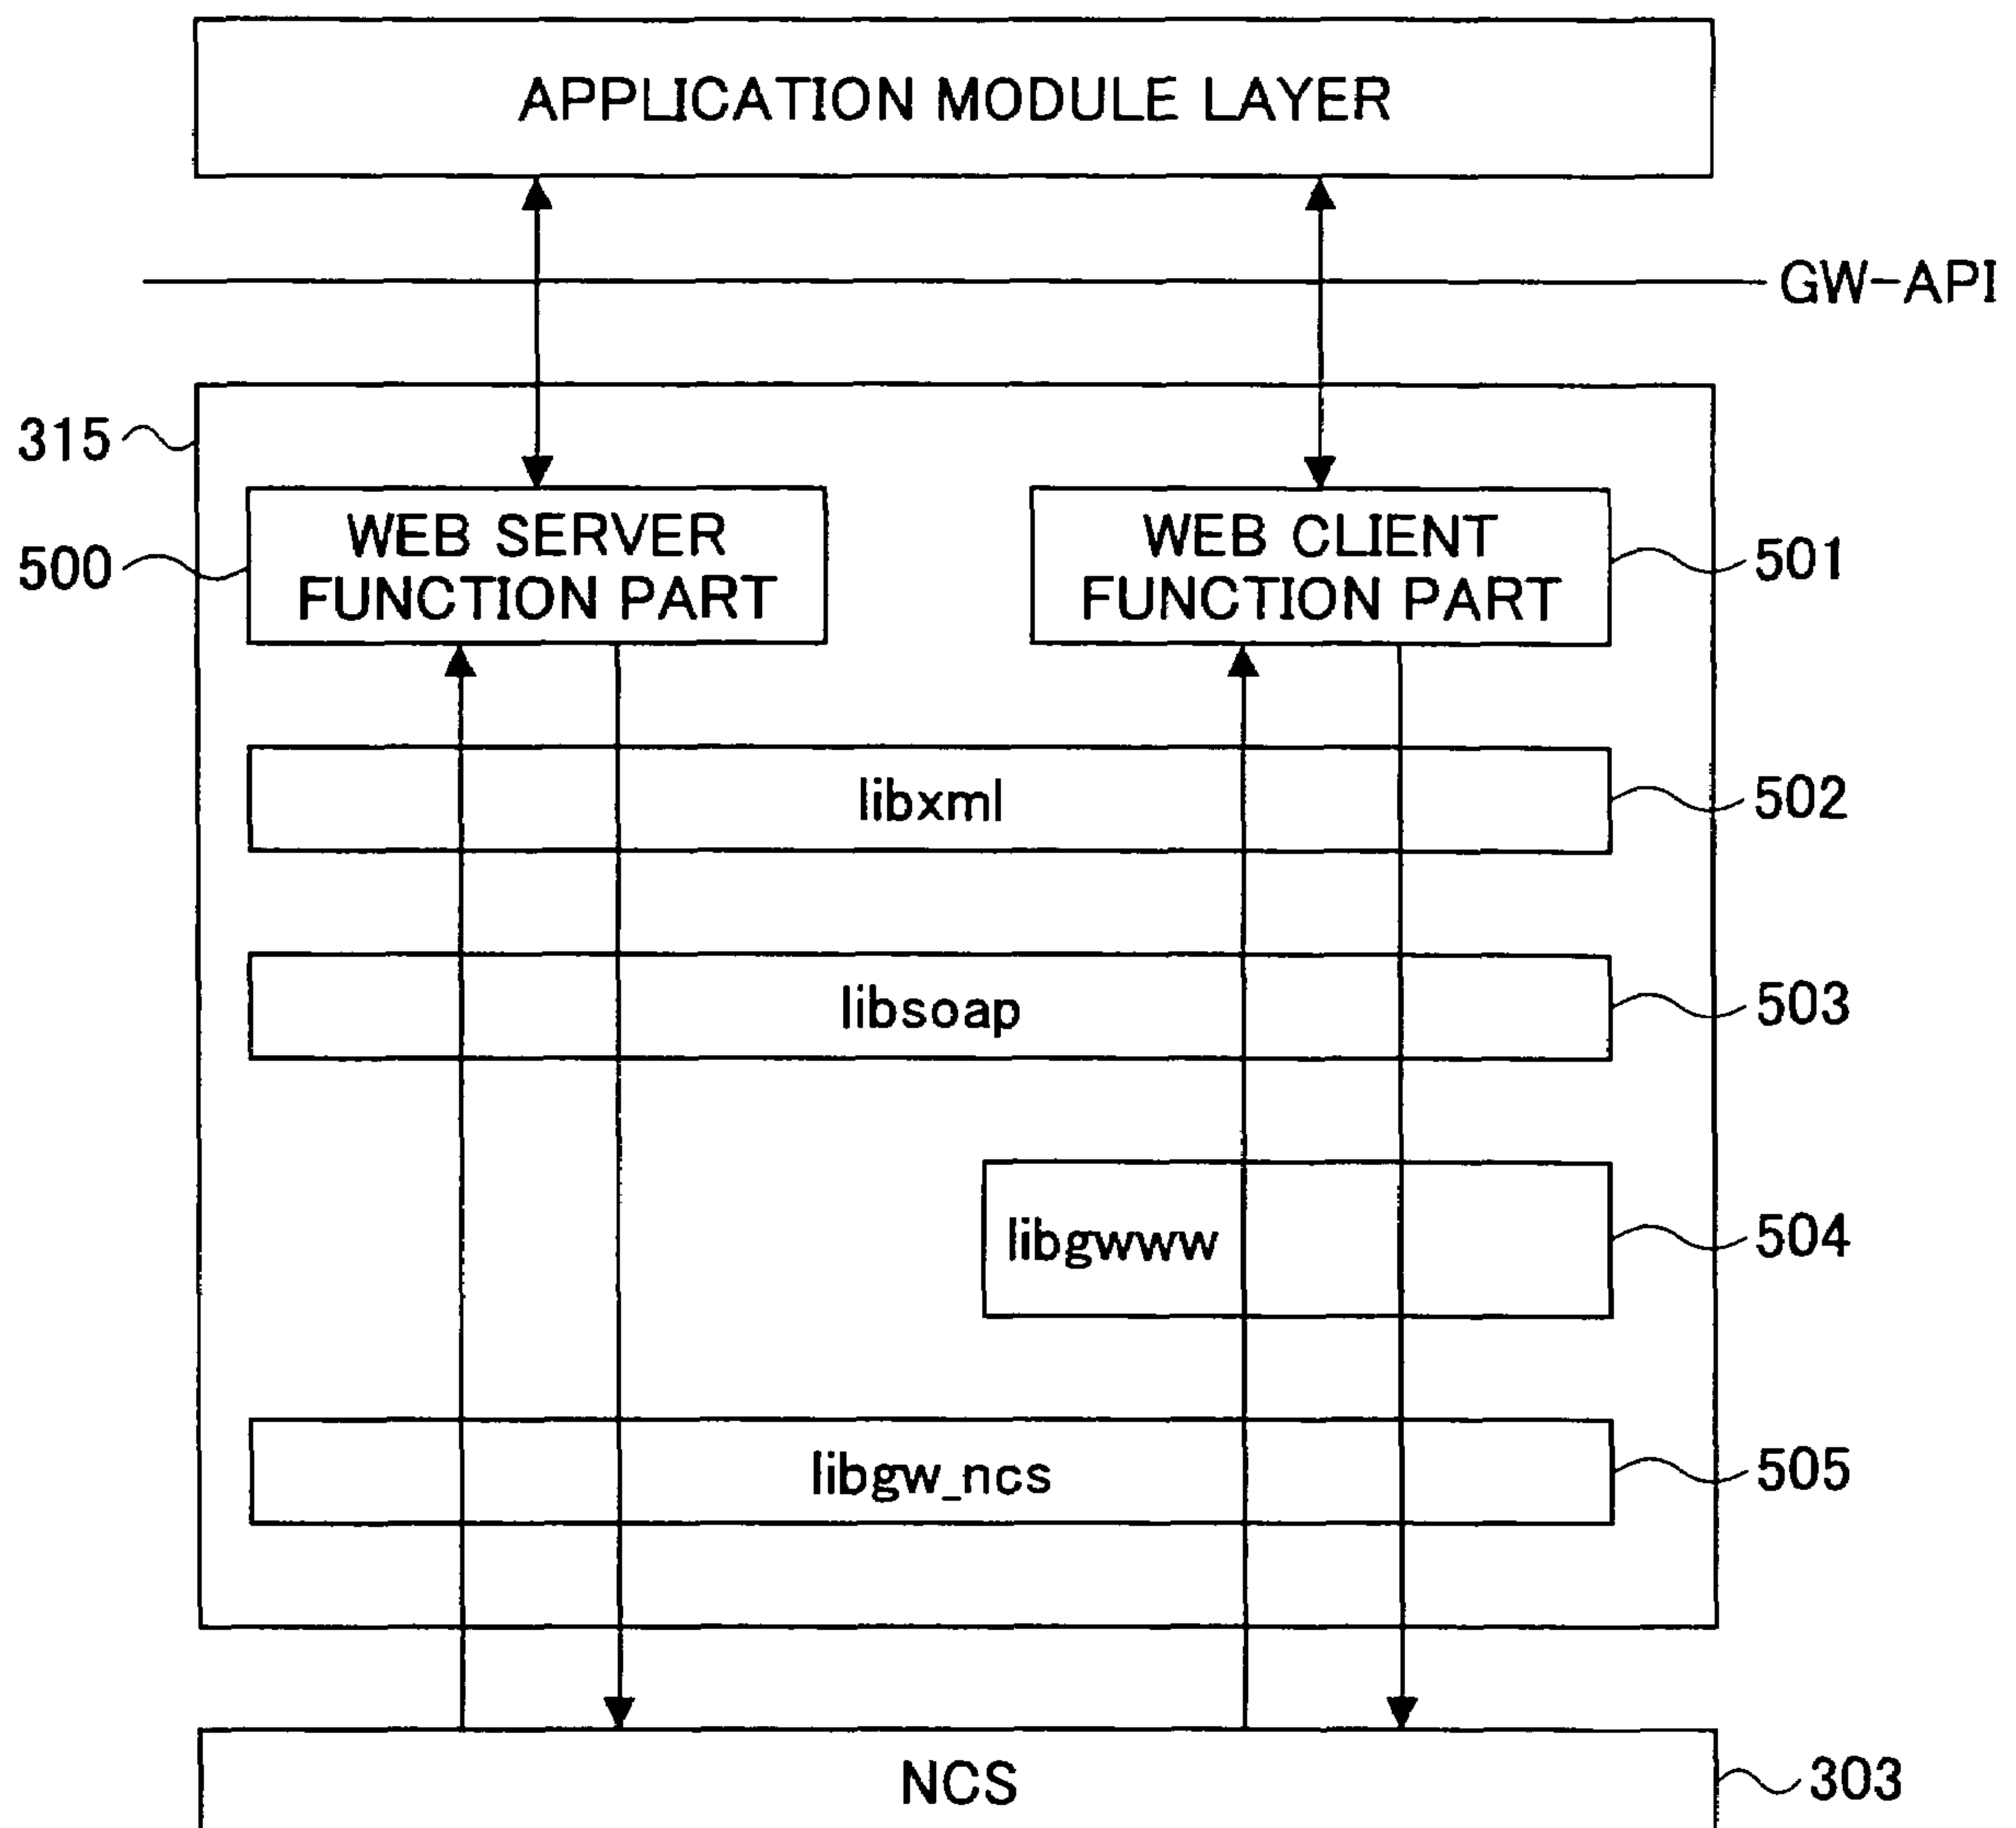 APPLICATION MODULE LAYER
GW-API
315
WEB SERVER
FUNCTION PART
500
WEB CLIENT
FUNCTION PART
501
libxml
502
libsoap
503
libgwww
504
libgw_ncs
505
NCS
303